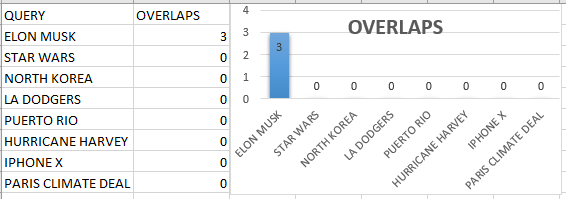 QUERY OVERLAPS
ELON MUSK 3
STAR WARS 0
NORTH KOREA 0
LA DODGERS 0
PUERTO RIO 0
HURRICANE HARVEY 0
IPHONE X 0
PARIS CLIMATE DEAL 0
OVERLAPS
4
3
2
1
0
3 0 0 0 0 0 0 0
ELON MUSK
STAR WARS
NORTH KOREA
LA DODGERS
PUERTO RIO
HURRICANE HARVEY
IPHONE X
PARIS CLIMATE DEAL